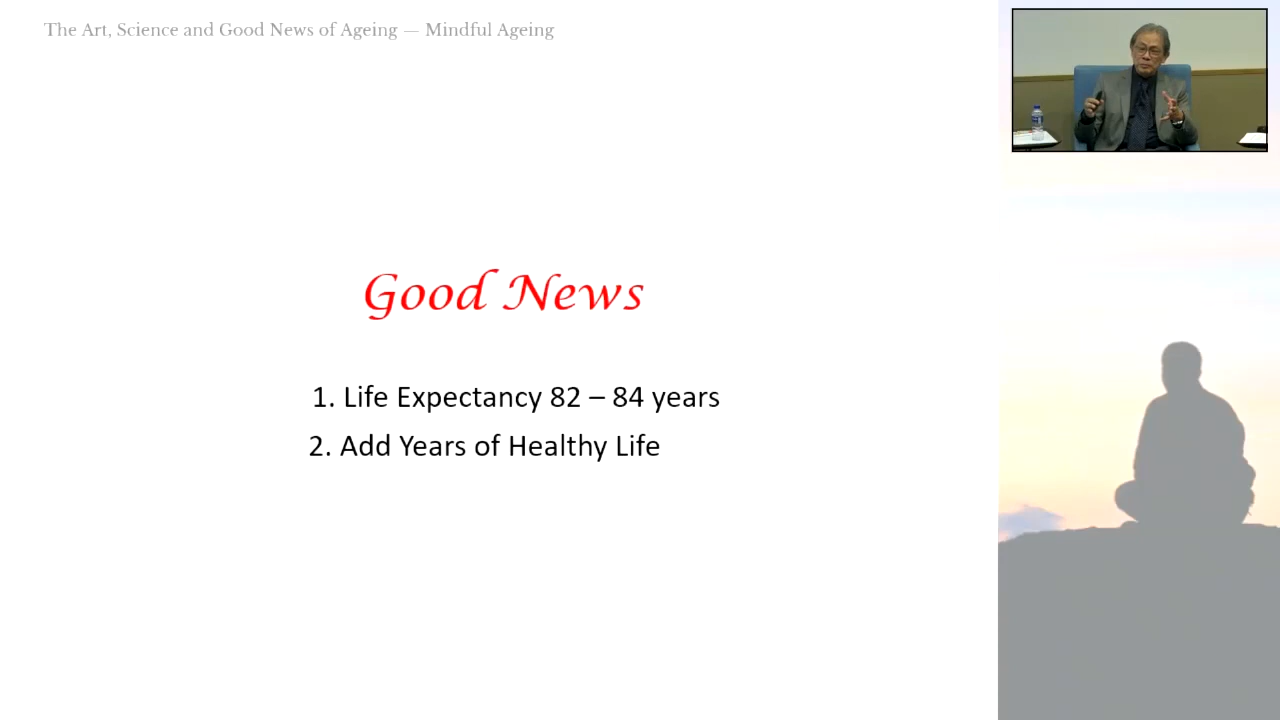 The Art, Science and Good News of Ageing — Mindful Ageing
Good News
1. Life Expectancy 82 – 84 years
2. Add Years of Healthy Life